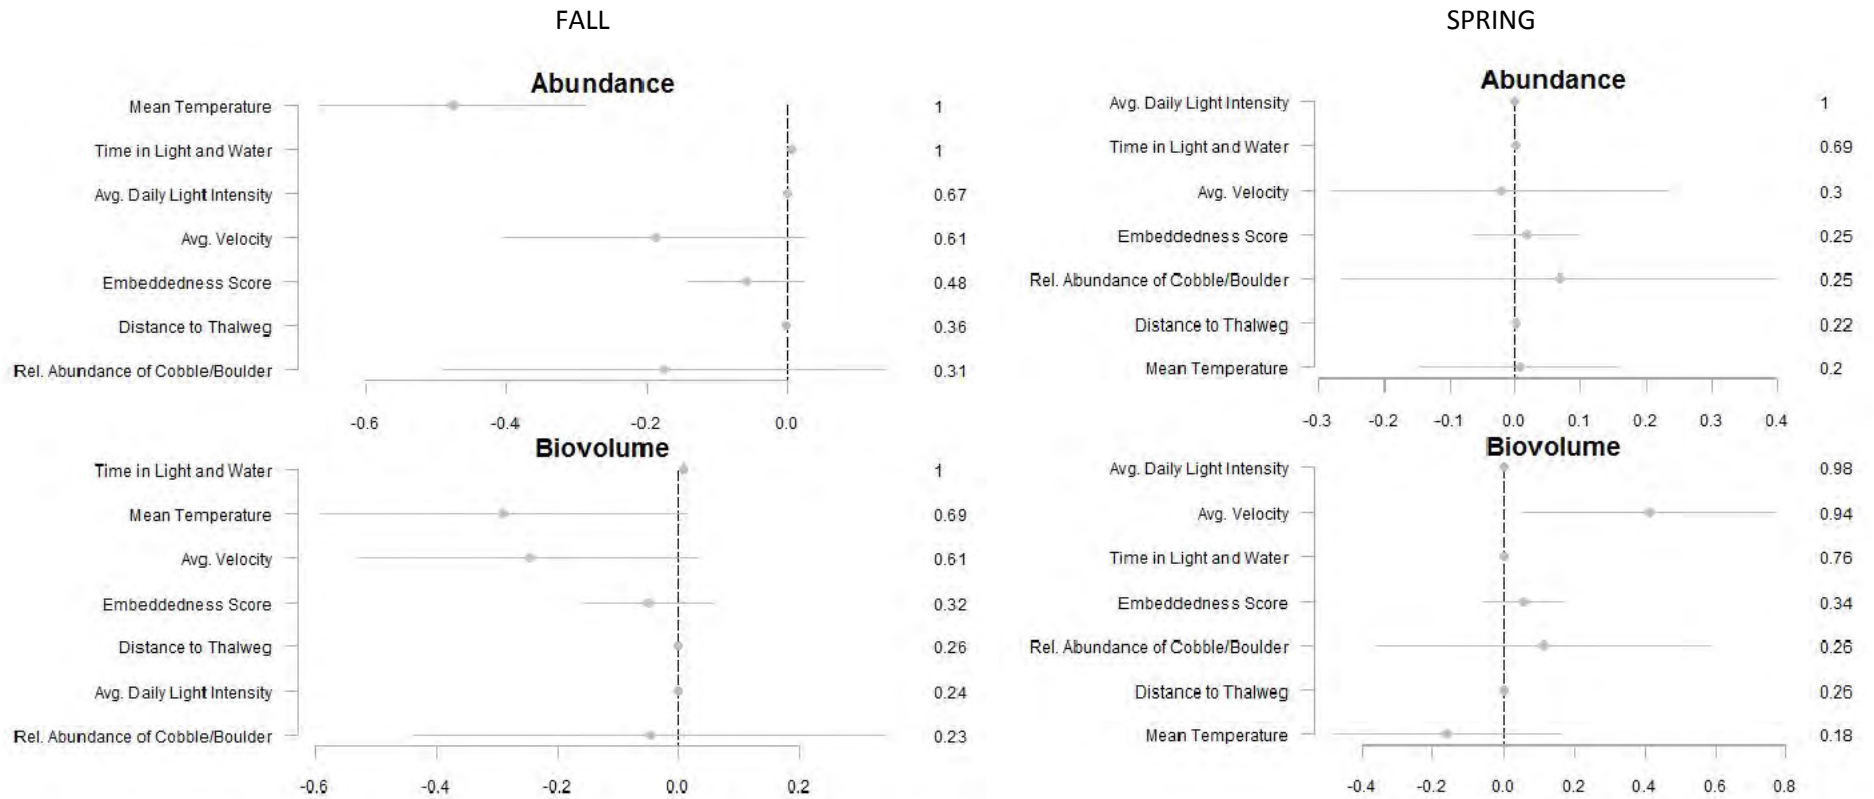 FALL
SPRING
Abundance
Mean Temperature 1
Time in Light and Water 1
Avg. Daily Light Intensity 0.67
Avg. Velocity 0.61
Embeddedness Score 0.48
Distance to Thalweg 0.36
Rel. Abundance of Cobble/Boulder 0.31
-0.6 -0.4 -0.2 0.0
Biovolume
Time in Light and Water 1
Mean Temperature 0.69
Avg. Velocity 0.61
Embeddedness Score 0.32
Distance to Thalweg 0.26
Avg. Daily Light Intensity 0.24
Rel. Abundance of Cobble/Boulder 0.23
-0.6 -0.4 -0.2 0.0 0.2
Abundance
Avg. Daily Light Intensity 1
Time in Light and Water 0.69
Avg. Velocity 0.3
Embeddedness Score 0.25
Rel. Abundance of Cobble/Boulder 0.25
Distance to Thalweg 0.22
Mean Temperature 0.2
-0.3 -0.2 -0.1 0.0 0.1 0.2 0.3 0.4
Biovolume
Avg. Daily Light Intensity 0.98
Avg. Velocity 0.94
Time in Light and Water 0.76
Embeddedness Score 0.34
Rel. Abundance of Cobble/Boulder 0.26
Distance to Thalweg 0.26
Mean Temperature 0.18
-0.4 -0.2 0.0 0.2 0.4 0.6 0.8